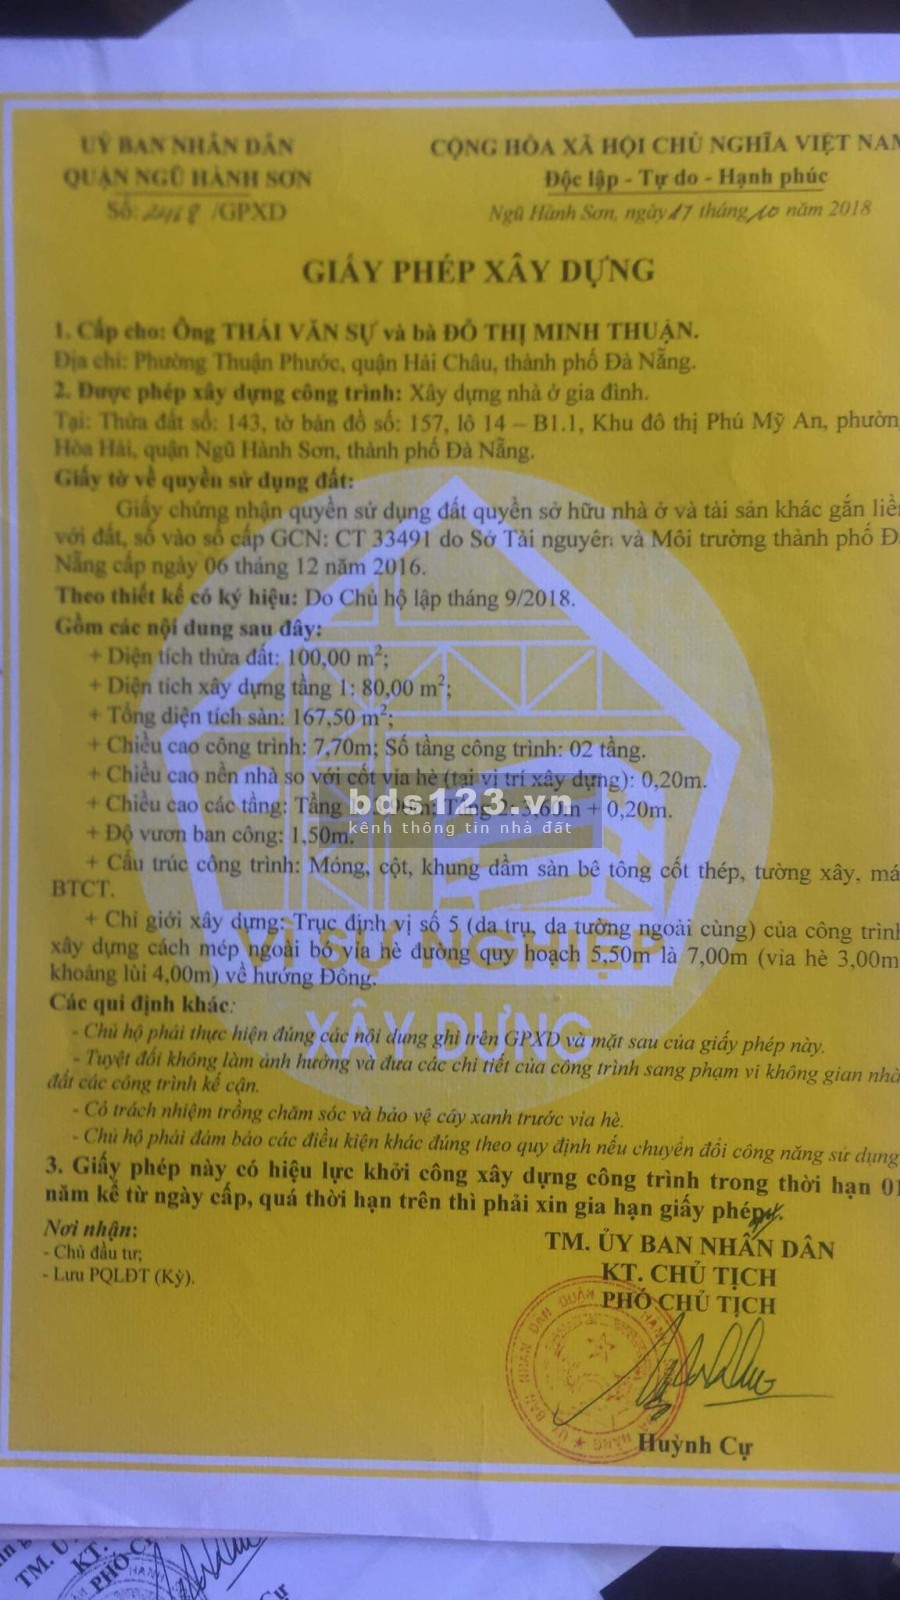 UỶ BAN NHÂN DÂN
QUẬN NGŨ HÀNH SƠN
Số: /GPXD
CỘNG HÒA XÃ HỘI CHỦ NGHĨA VIỆT NAM
Độc lập - Tự do - Hạnh phúc
Ngũ Hành Sơn, ngày 17 tháng 10 năm 2018
GIẤY PHÉP XÂY DỰNG
1. Cấp cho: Ông THÁI VĂN SỰ và bà ĐỖ THỊ MINH THUẬN.
Địa chỉ: Phường Thuận Phước, quận Hải Châu, thành phố Đà Nẵng.
2. Được phép xây dựng công trình: Xây dựng nhà ở gia đình.
Tại: Thửa đất số: 143, tờ bản đồ số: 157, lô 14 – B1.1, Khu đô thị Phú Mỹ An, phường
Hòa Hải, quận Ngũ Hành Sơn, thành phố Đà Nẵng.
Giấy tờ về quyền sử dụng đất:
Giấy chứng nhận quyền sử dụng đất quyền sở hữu nhà ở và tài sản khác gắn liền
với đất, số vào sổ cấp GCN: CT 33491 do Sở Tài nguyên và Môi trường thành phố Đ
Nẵng cấp ngày 06 tháng 12 năm 2016.
Theo thiết kế có ký hiệu: Do Chủ hộ lập tháng 9/2018.
Gồm các nội dung sau đây:
+ Diện tích thửa đất: 100,00 m²;
+ Diện tích xây dựng tầng 1: 80,00 m²;
+ Tổng diện tích sàn: 167,50 m²;
+ Chiều cao công trình: 7,70m; Số tầng công trình: 02 tầng.
+ Chiều cao nền nhà so với cốt vỉa hè (tại vị trí xây dựng): 0,20m.
+ Chiều cao các tầng: Tầng Tầng 2: 3,60m + 0,20m.
bds123.vn
kênh thông tin nhà đất
+ Độ vươn ban công: 1,50m.
+ Cấu trúc công trình: Móng, cột, khung dầm sàn bê tông cốt thép, tường xây, má
BTCT.
+ Chỉ giới xây dựng: Trục định vị số 5 (da trụ, da tường ngoài cùng) của công trình
xây dựng cách mép ngoài bó vỉa hè đường quy hoạch 5,50m là 7,00m (vỉa hè 3,00m
khoảng lùi 4,00m) về hướng Đông.
VÌ SỰ NGHIỆP
XÂY DỰNG
Các qui định khác:
- Chủ hộ phải thực hiện đúng các nội dung ghi trên GPXD và mặt sau của giấy phép này.
- Tuyệt đối không làm ảnh hưởng và đưa các chi tiết của công trình sang phạm vi không gian nhà
đất các công trình kế cận.
- Có trách nhiệm trồng chăm sóc và bảo vệ cây xanh trước vỉa hè.
- Chủ hộ phải đảm bảo các điều kiện khác đúng theo quy định nếu chuyển đổi công năng sử dụng
3. Giấy phép này có hiệu lực khởi công xây dựng công trình trong thời hạn 01
năm kể từ ngày cấp, quá thời hạn trên thì phải xin gia hạn giấy phép.
Nơi nhận:
- Chủ đầu tư;
- Lưu PQLĐT (Kỳ).
TM. ỦY BAN NHÂN DÂN
KT. CHỦ TỊCH
PHÓ CHỦ TỊCH
Huỳnh Cự
TM. Ủ
KT.
PHÓ C